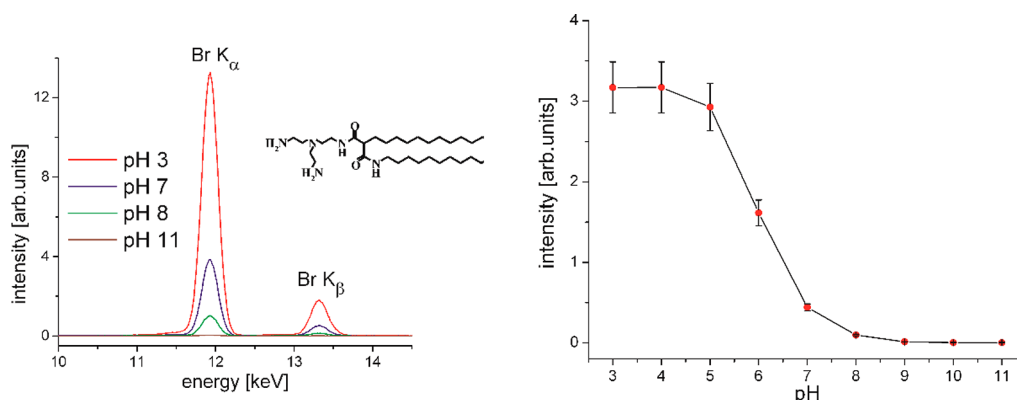 Br Kα
Br Kβ
intensity [arb.units]
12
8
4
0
pH 3
pH 7
pH 8
pH 11
H₂N
N
N
H
O
O
N
H
H₂N
10
11
12
13
14
energy [keV]
intensity [arb.units]
4
3
2
1
0
3
4
5
6
7
8
9
10
11
pH